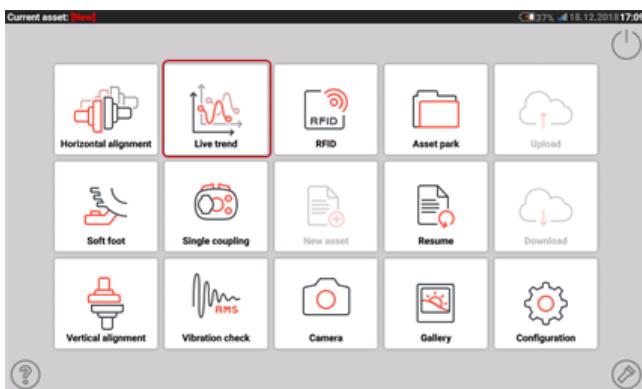 Current asset: [New]
37% 18.12.2018 17:09
Horizontal alignment
Live trend
RFID
RFID
Asset park
Upload
Soft foot
Single coupling
New asset
Resume
Download
RMS
Vertical alignment
Vibration check
Camera
Gallery
Configuration
?